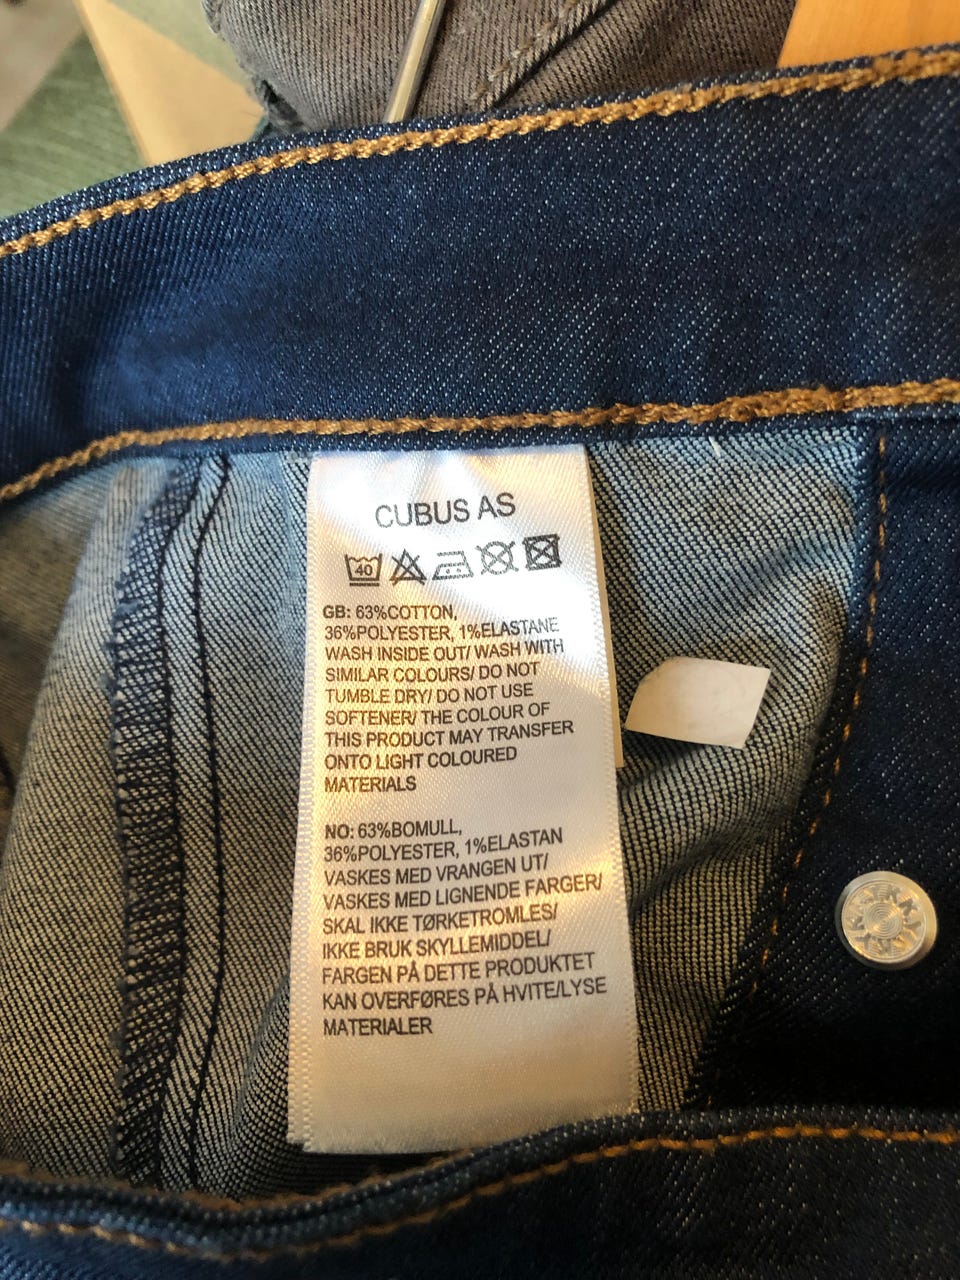 CUBUS AS
40
GB: 63%COTTON,
36%POLYESTER, 1%ELASTANE
WASH INSIDE OUT/ WASH WITH
SIMILAR COLOURS/ DO NOT
TUMBLE DRY/ DO NOT USE
SOFTENER/ THE COLOUR OF
THIS PRODUCT MAY TRANSFER
ONTO LIGHT COLOURED
MATERIALS
NO: 63%BOMULL,
36%POLYESTER, 1%ELASTAN
VASKES MED VRANGEN UT/
VASKES MED LIGNENDE FARGER/
SKAL IKKE TØRKETROMLES/
IKKE BRUK SKYLLEMIDDEL/
FARGEN PÅ DETTE PRODUKTET
KAN OVERFØRES PÅ HVITE/LYSE
MATERIALER